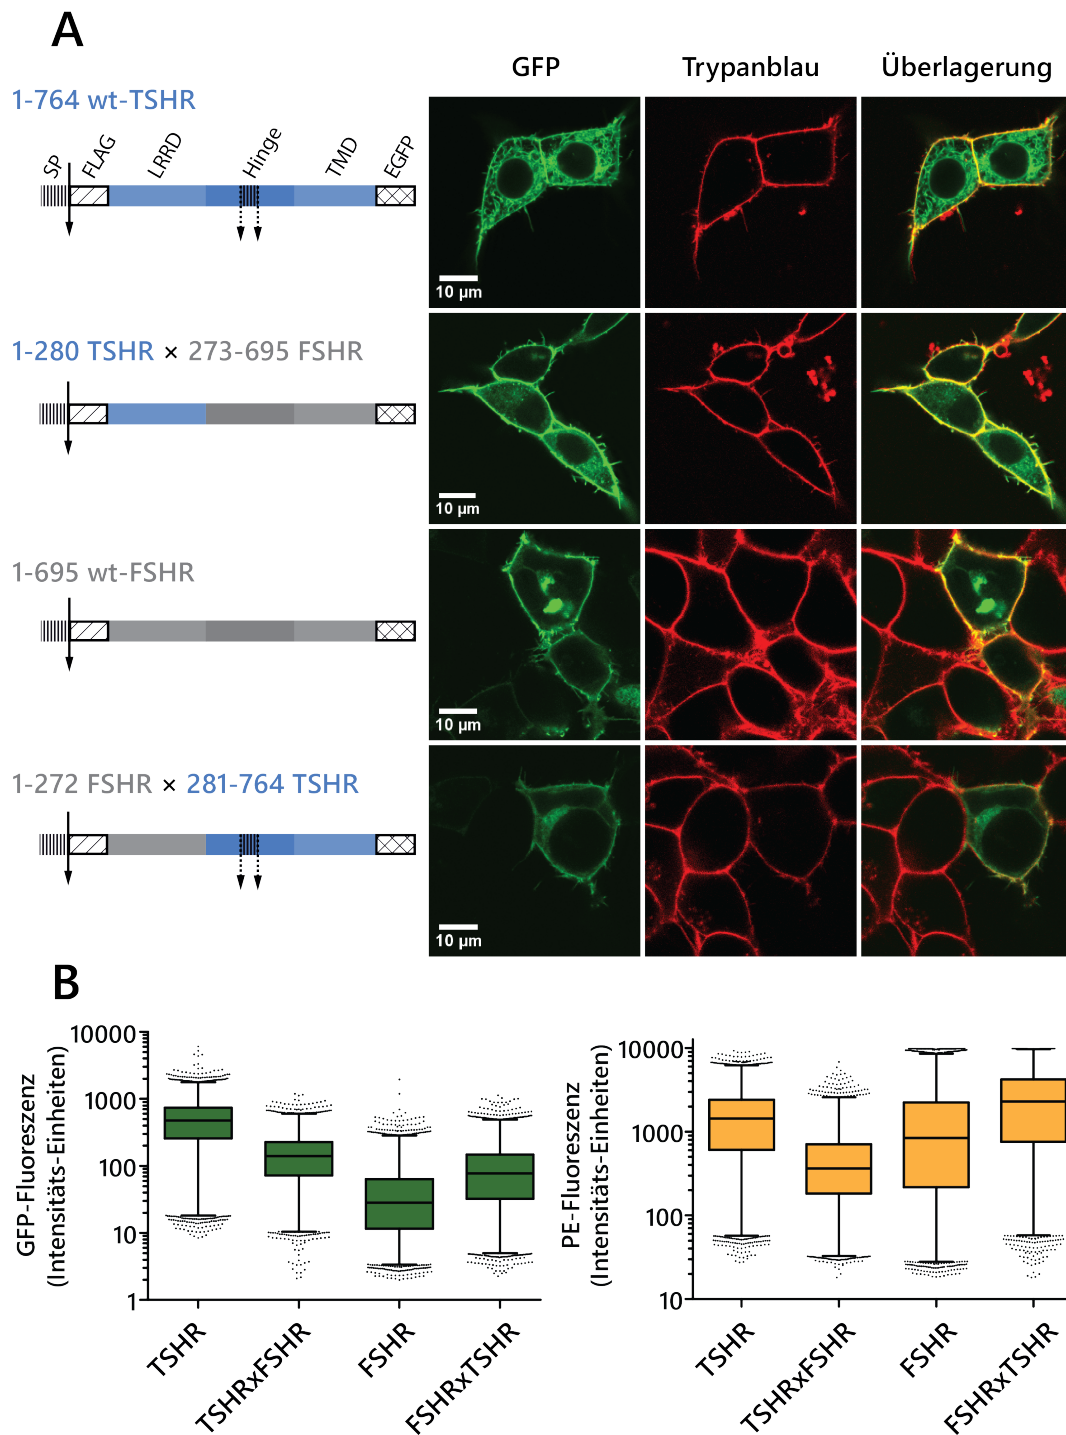 A
GFP Trypanblau Überlagerung
1-764 wt-TSHR
SP FLAG LRRD Hinge TMD EGFP
10 µm
1-280 TSHR × 273-695 FSHR
10 µm
1-695 wt-FSHR
10 µm
1-272 FSHR × 281-764 TSHR
10 µm
B
GFP-Fluoreszenz
(Intensitäts-Einheiten)
10000
1000
100
10
1
TSHR TSHRxFSHR FSHR FSHRxTSHR
PE-Fluoreszenz
(Intensitäts-Einheiten)
10000
1000
100
10
TSHR TSHRxFSHR FSHR FSHRxTSHR